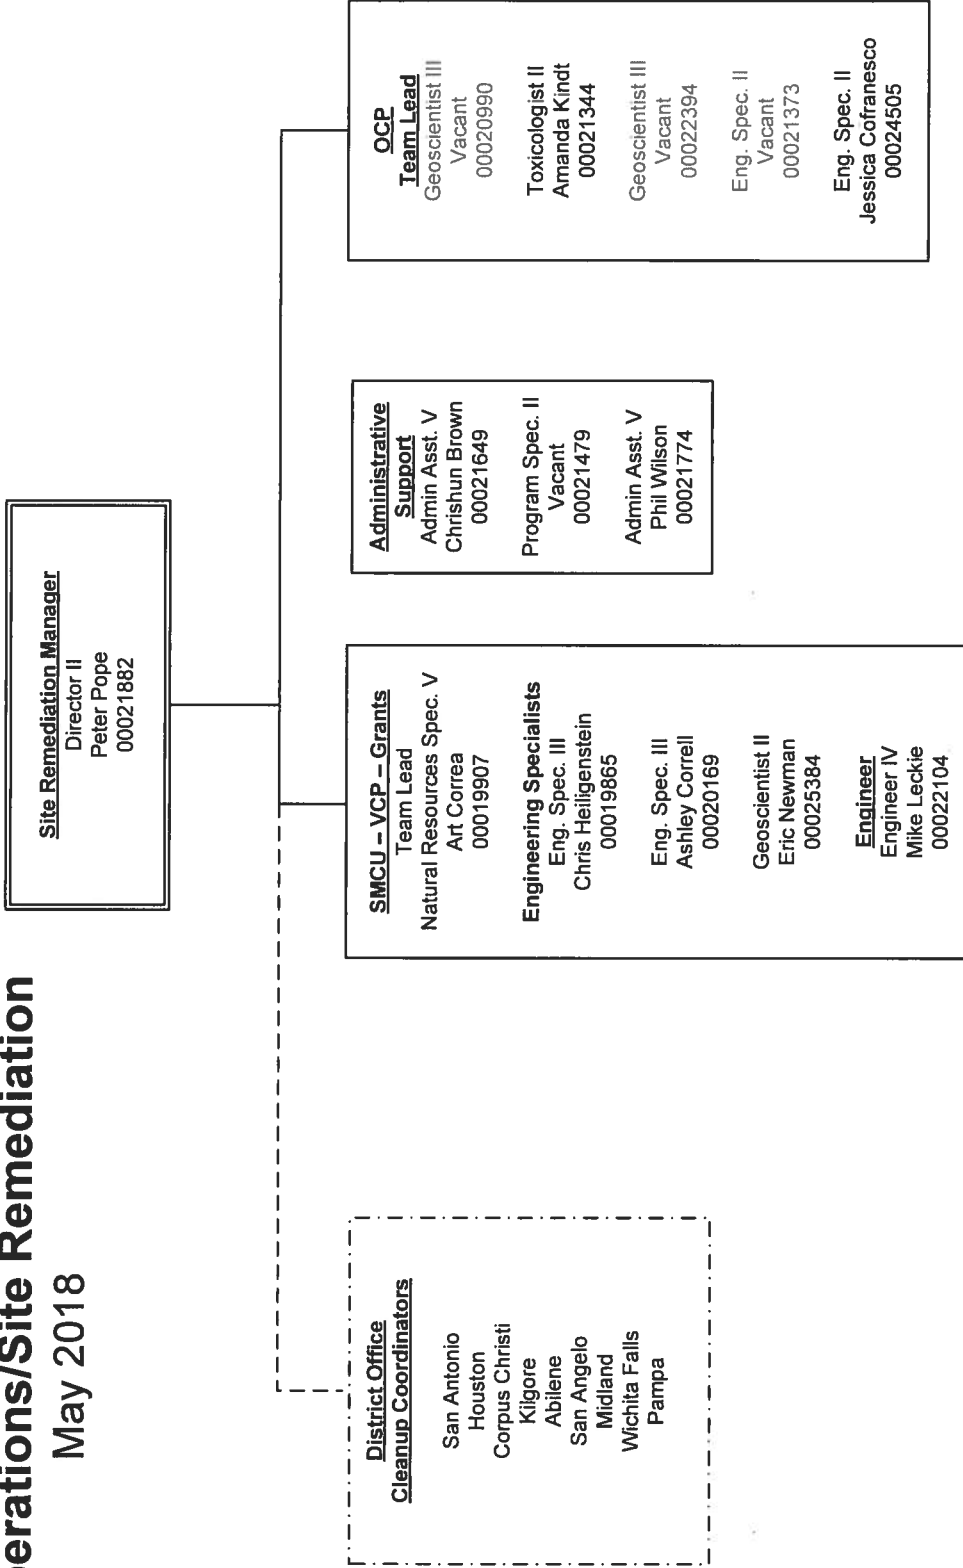 erations/Site Remediation
May 2018
Site Remediation Manager
Director II
Peter Pope
00021882
District Office
Cleanup Coordinators
San Antonio
Houston
Corpus Christi
Kilgore
Abilene
San Angelo
Midland
Wichita Falls
Pampa
SMCU – VCP – Grants
Team Lead
Natural Resources Spec. V
Art Correa
00019907
Engineering Specialists
Eng. Spec. III
Chris Heiligenstein
00019865
Eng. Spec. III
Ashley Correll
00020169
Geoscientist II
Eric Newman
00025384
Engineer
Engineer IV
Mike Leckie
00022104
Administrative
Support
Admin Asst. V
Chrishun Brown
00021649
Program Spec. II
Vacant
00021479
Admin Asst. V
Phil Wilson
00021774
OCP
Team Lead
Geoscientist III
Vacant
00020990
Toxicologist II
Amanda Kindt
00021344
Geoscientist III
Vacant
00022394
Eng. Spec. II
Vacant
00021373
Eng. Spec. II
Jessica Cofranesco
00024505